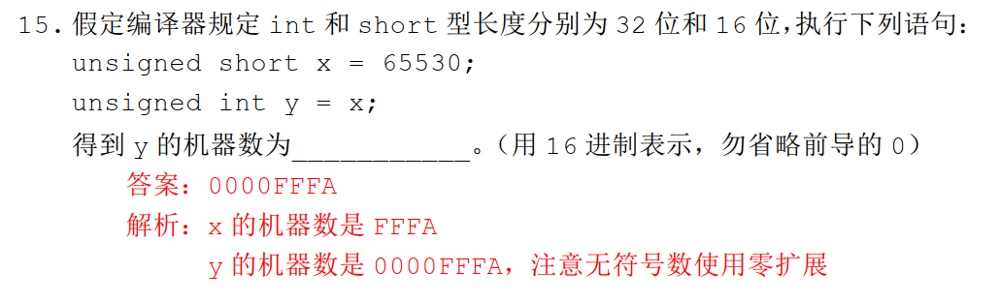 15.假定编译器规定 int 和 short 型长度分别为 32 位和 16 位,执行下列语句:
unsigned short x = 65530;
unsigned int y = x;
得到 y 的机器数为___________。(用 16 进制表示，勿省略前导的 0)
答案：0000FFFA
解析：x 的机器数是 FFFA
y 的机器数是 0000FFFA，注意无符号数使用零扩展